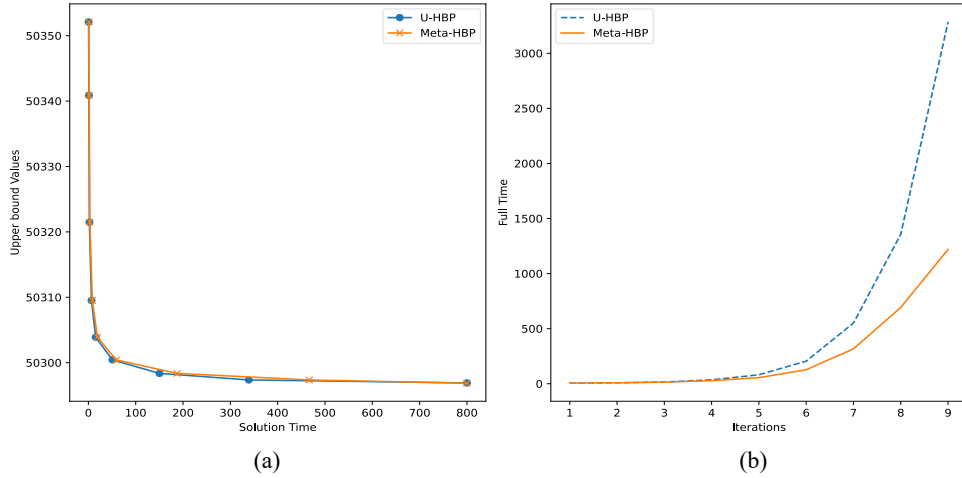 U-HBP
Meta-HBP
Upper bound Values
50350
50340
50330
50320
50310
50300
0 100 200 300 400 500 600 700 800
Solution Time
(a)
U-HBP
Meta-HBP
Full Time
3000
2500
2000
1500
1000
500
0
1 2 3 4 5 6 7 8 9
Iterations
(b)